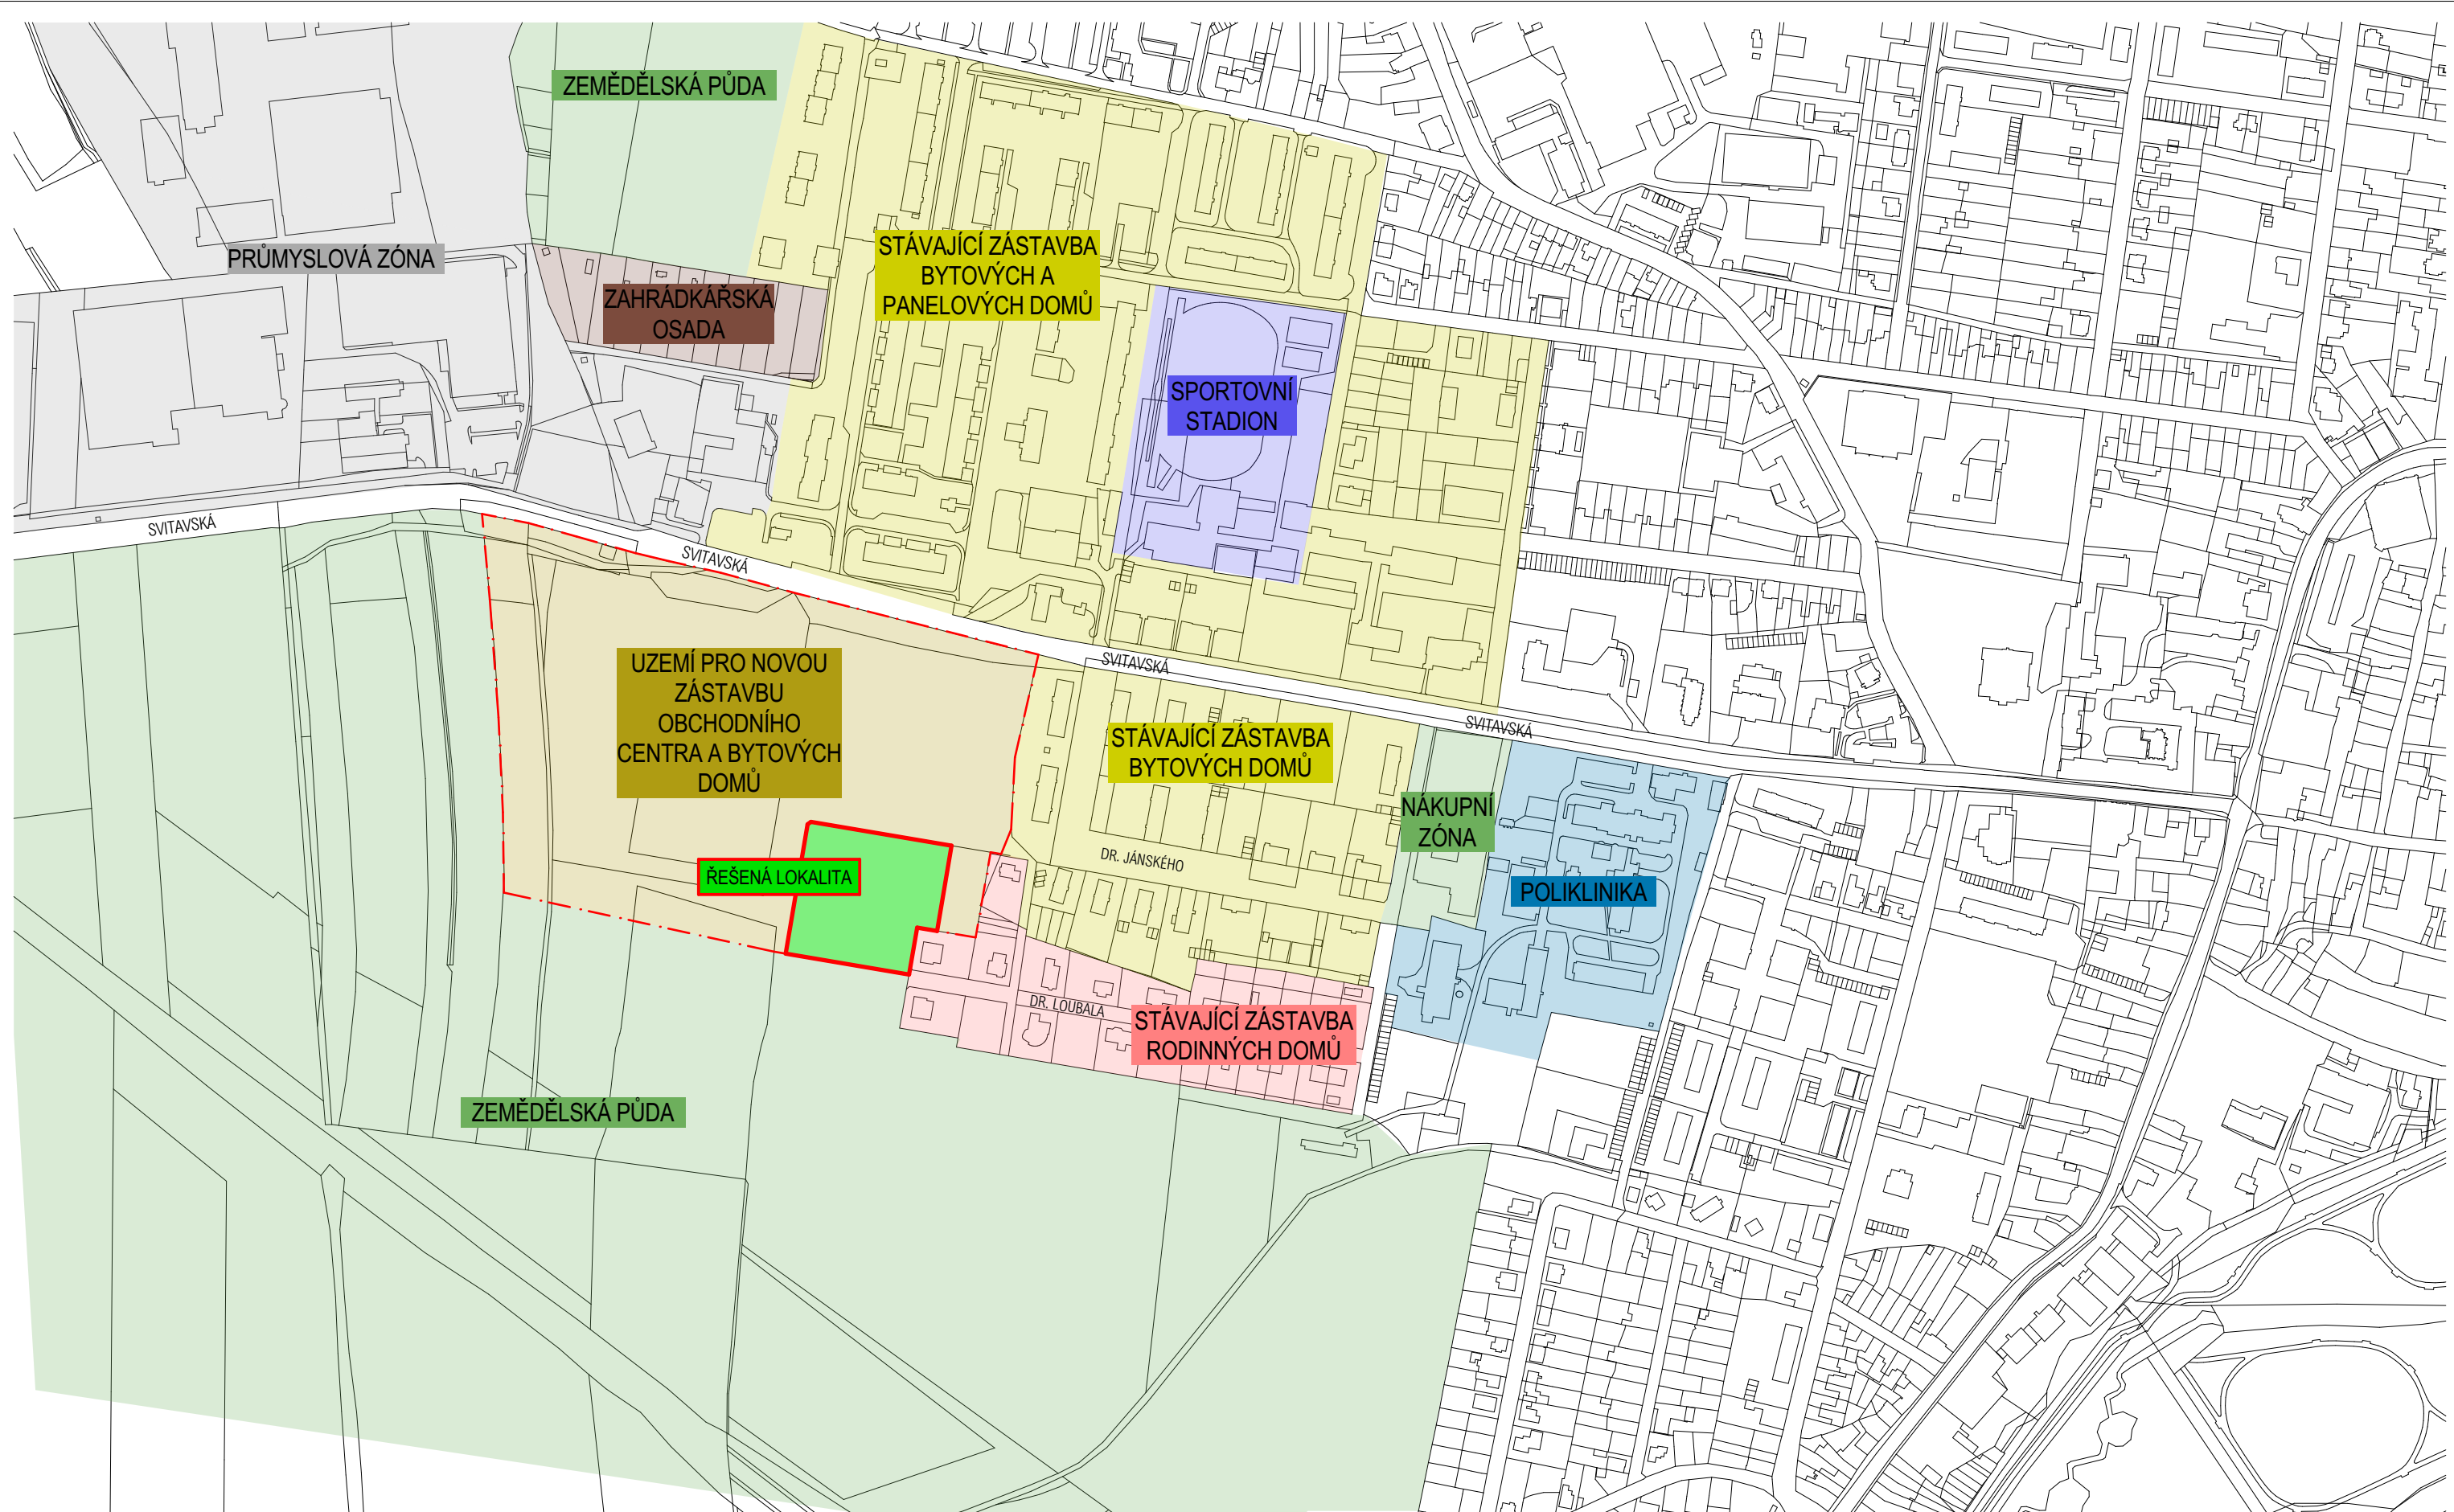 ZEMĚDĚLSKÁ PŮDA
PRŮMYSLOVÁ ZÓNA
STÁVAJÍCÍ ZÁSTAVBA
BYTOVÝCH A
PANELOVÝCH DOMŮ
ZAHRÁDKÁŘSKÁ
OSADA
SPORTOVNÍ
STADION
SVITAVSKÁ
SVITAVSKÁ
UZEMÍ PRO NOVOU
ZÁSTAVBU
OBCHODNÍHO
CENTRA A BYTOVÝCH
DOMŮ
SVITAVSKÁ
SVITAVSKÁ
STÁVAJÍCÍ ZÁSTAVBA
BYTOVÝCH DOMŮ
NÁKUPNÍ
ZÓNA
DR. JÁNSKÉHO
ŘEŠENÁ LOKALITA
POLIKLINIKA
DR. LOUBALA
STÁVAJÍCÍ ZÁSTAVBA
RODINNÝCH DOMŮ
ZEMĚDĚLSKÁ PŮDA